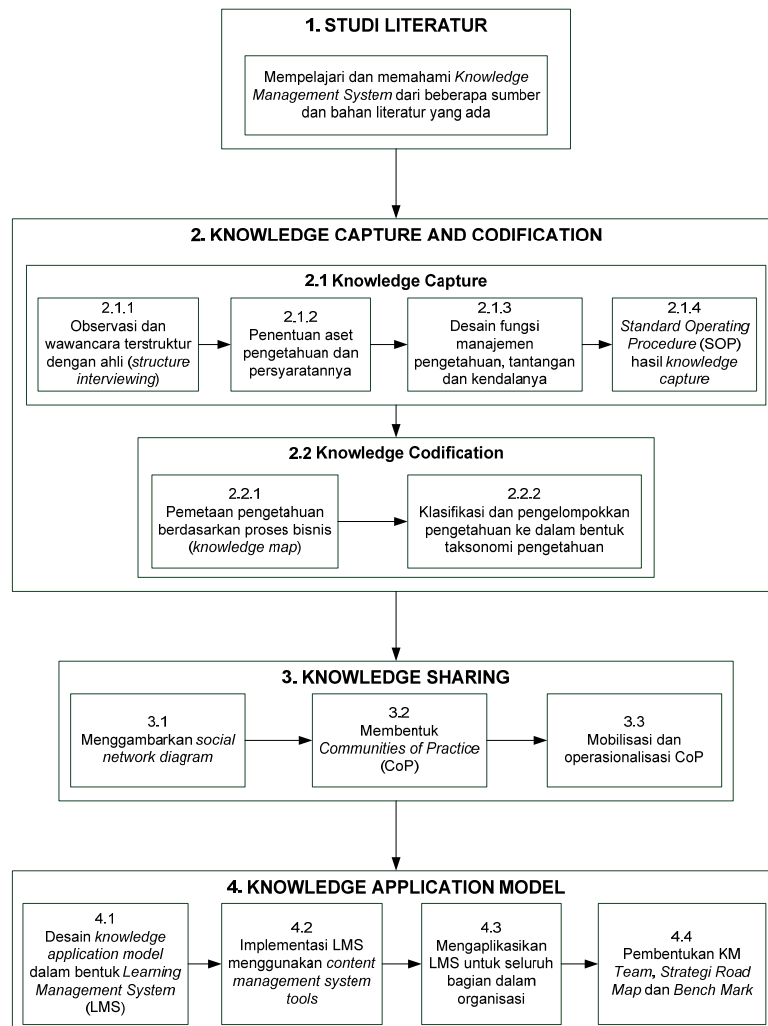 1. STUDI LITERATUR
Mempelajari dan memahami Knowledge
Management System dari beberapa sumber
dan bahan literatur yang ada
2. KNOWLEDGE CAPTURE AND CODIFICATION
2.1 Knowledge Capture
2.1.1
Observasi dan
wawancara terstruktur
dengan ahli (structure
interviewing)
2.1.2
Penentuan aset
pengetahuan dan
persyaratannya
2.1.3
Desain fungsi
manajemen
pengetahuan, tantangan
dan kendalanya
2.1.4
Standard Operating
Procedure (SOP)
hasil knowledge
capture
2.2 Knowledge Codification
2.2.1
Pemetaan pengetahuan
berdasarkan proses bisnis
(knowledge map)
2.2.2
Klasifikasi dan pengelompokkan
pengetahuan ke dalam bentuk
taksonomi pengetahuan
3. KNOWLEDGE SHARING
3.1
Menggambarkan social
network diagram
3.2
Membentuk
Communities of Practice
(CoP)
3.3
Mobilisasi dan
operasionalisasi CoP
4. KNOWLEDGE APPLICATION MODEL
4.1
Desain knowledge
application model
dalam bentuk Learning
Management System
(LMS)
4.2
Implementasi LMS
menggunakan content
management system
tools
4.3
Mengaplikasikan
LMS untuk seluruh
bagian dalam
organisasi
4.4
Pembentukan KM
Team, Strategi Road
Map dan Bench Mark